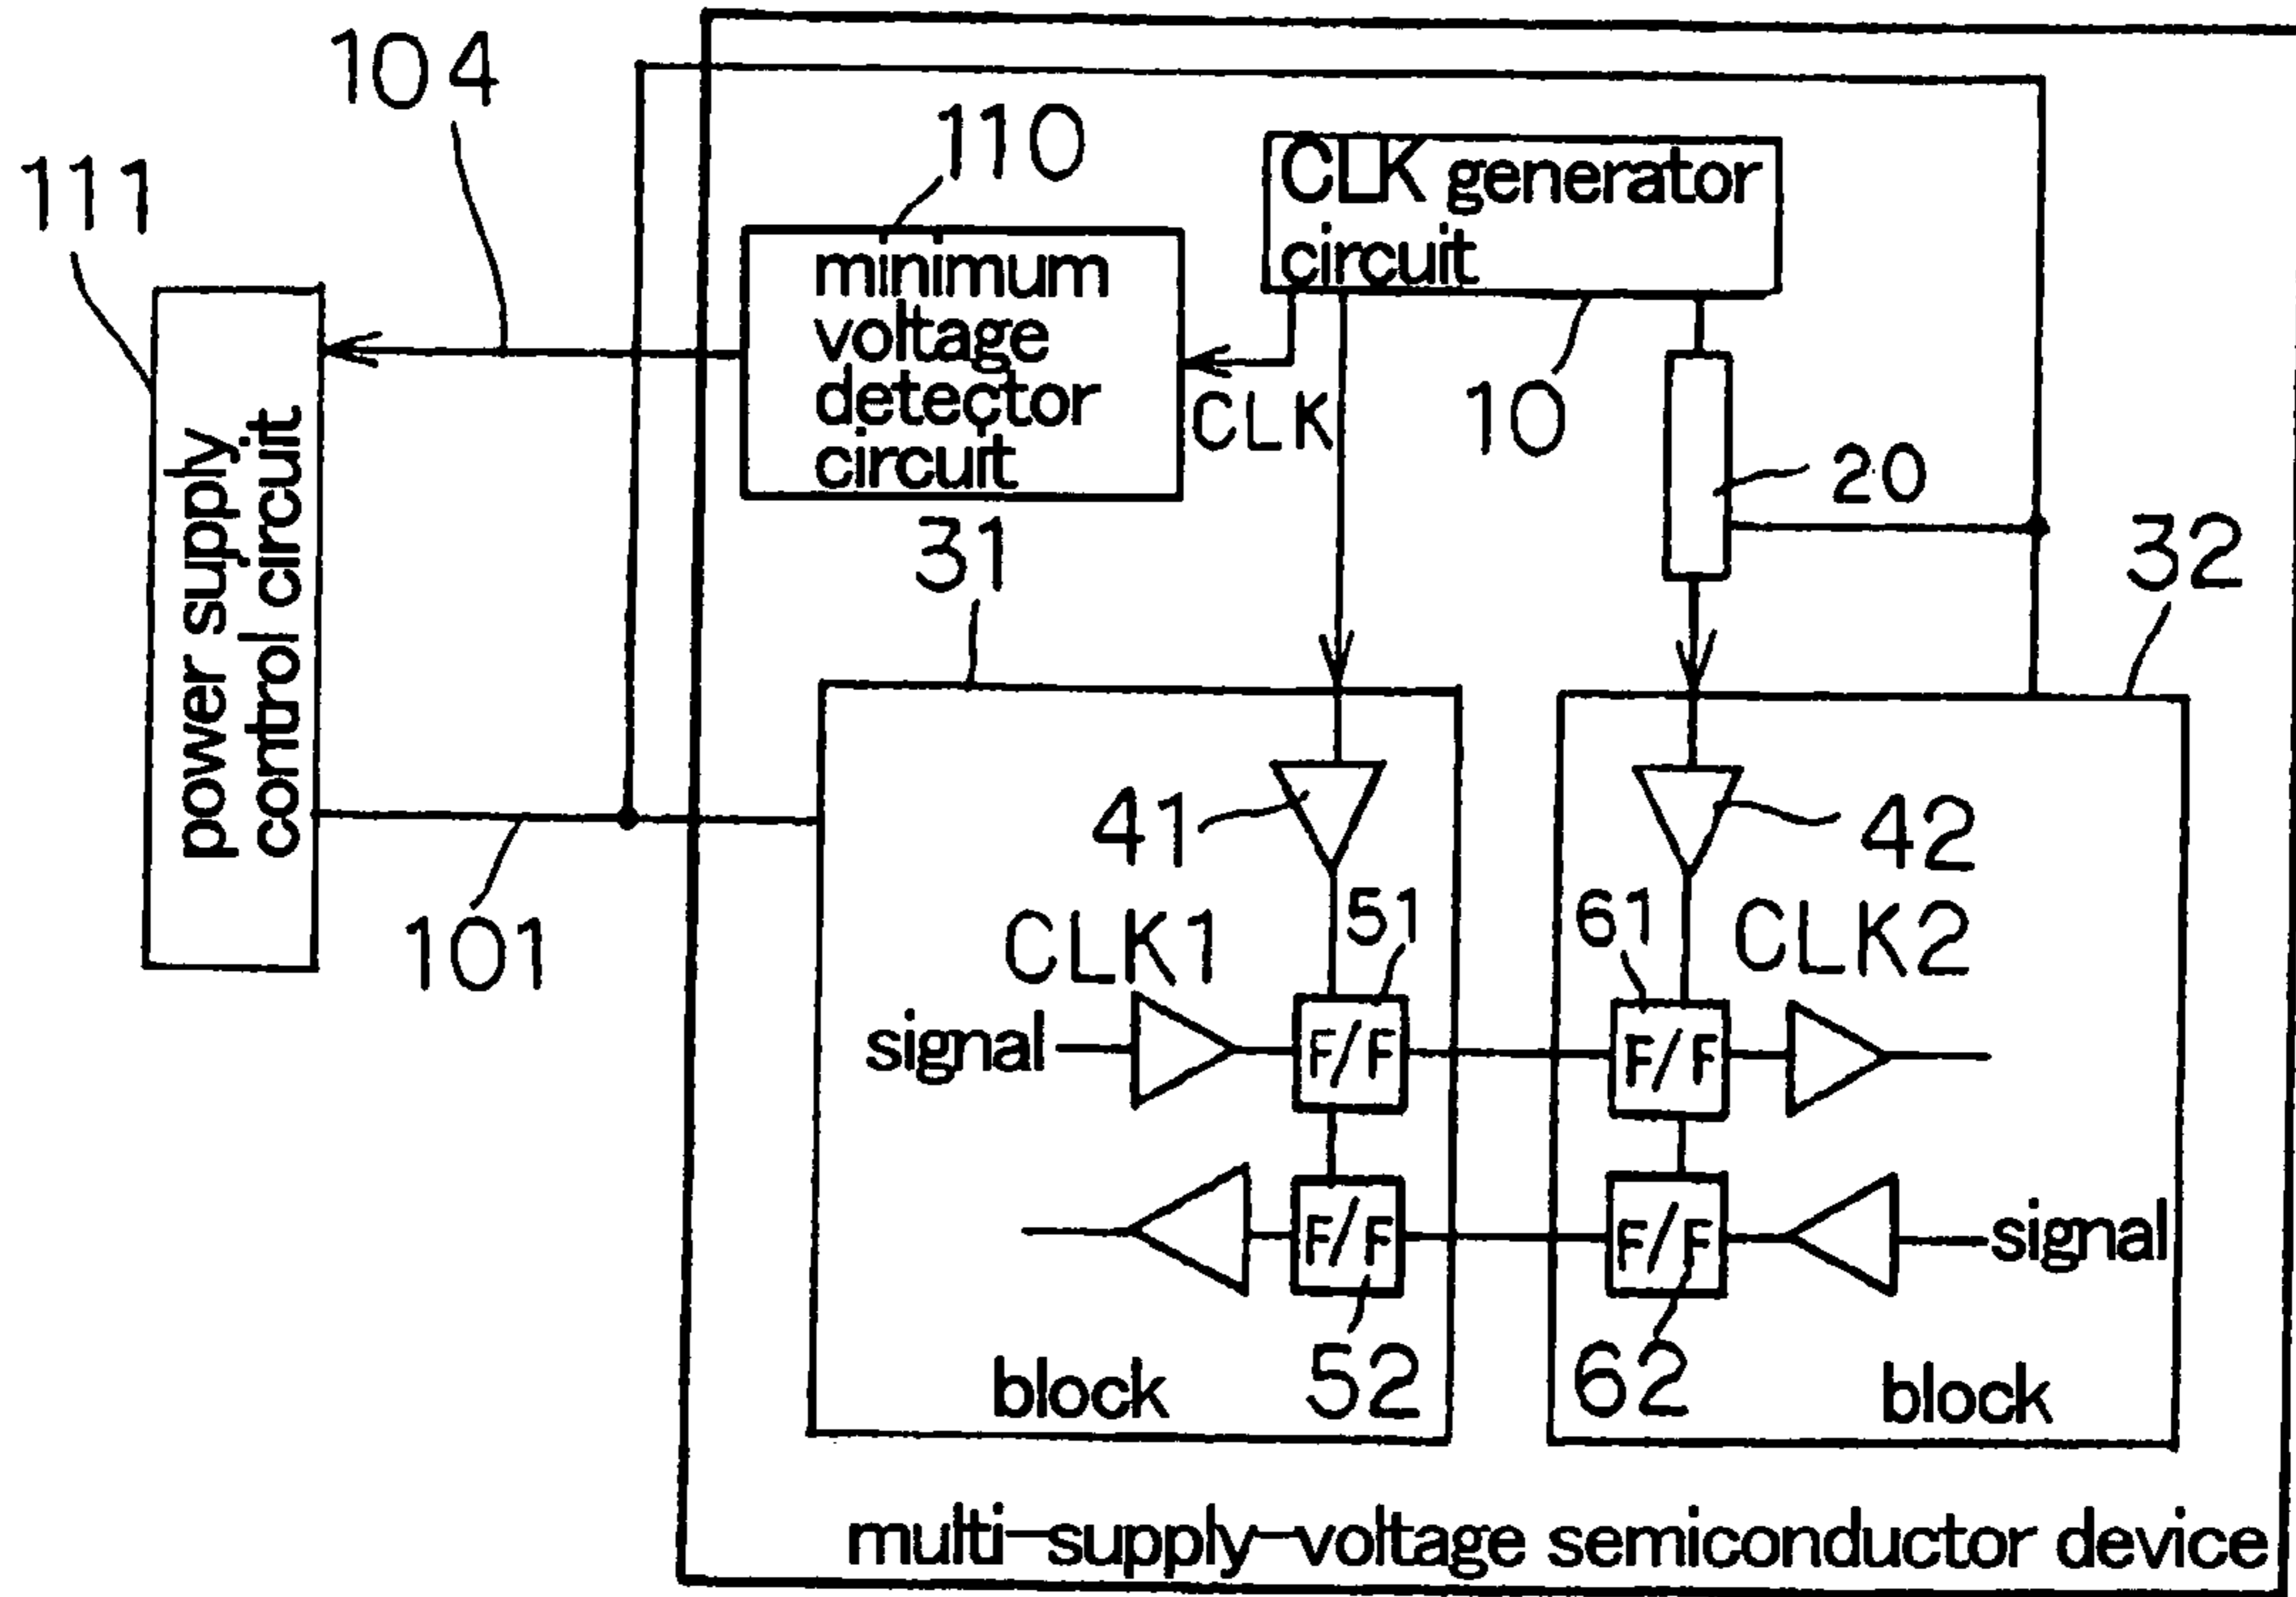 104
111
110
CLK generator
circuit
minimum
voltage
detector
circuit
CLK
10
20
power supply
control circuit
31
32
41
42
101
CLK1
51
61
CLK2
signal
F/F
F/F
F/F
F/F
signal
52
62
block
block
multi-supply-voltage semiconductor device